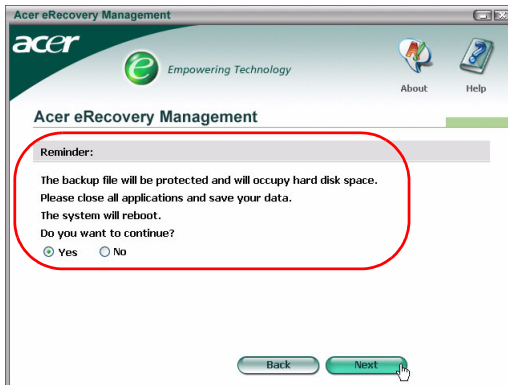 Acer eRecovery Management
acer
e Empowering Technology
About
Help
Acer eRecovery Management
Reminder:
The backup file will be protected and will occupy hard disk space.
Please close all applications and save your data.
The system will reboot.
Do you want to continue?
Yes No
Back Next